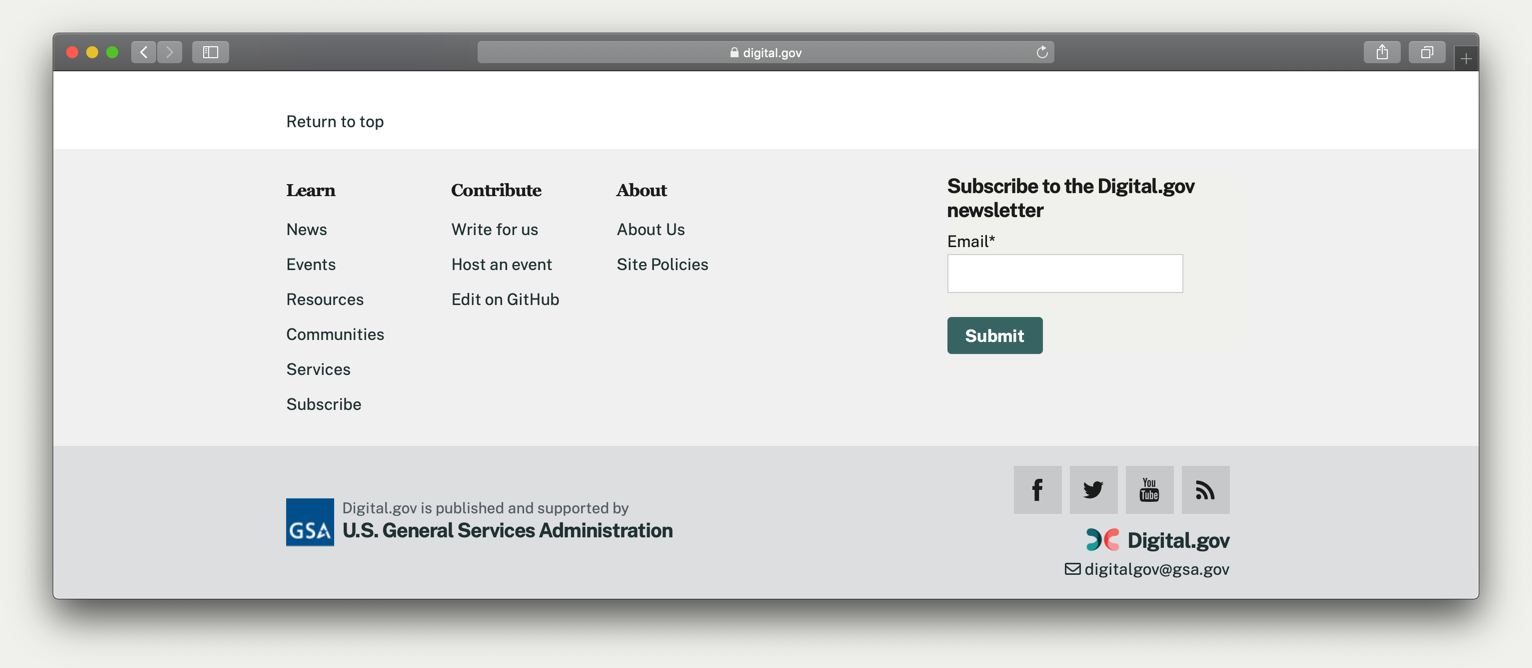 digital.gov
Return to top
Learn
News
Events
Resources
Communities
Services
Subscribe
Contribute
Write for us
Host an event
Edit on GitHub
About
About Us
Site Policies
Subscribe to the Digital.gov
newsletter
Email*
Submit
GSA
Digital.gov is published and supported by
U.S. General Services Administration
You
Tube
Digital.gov
digitalgov@gsa.gov